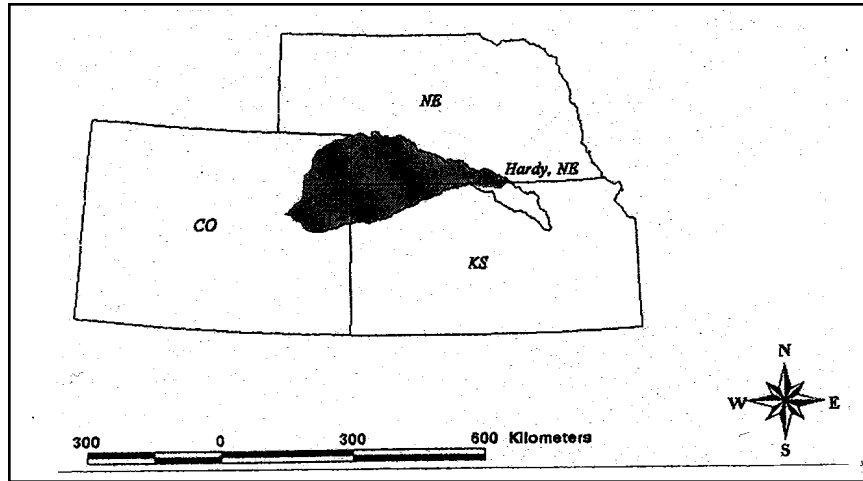 NE
Hardy, NE
CO
KS
N
W E
S
300 0 300 600 Kilometers